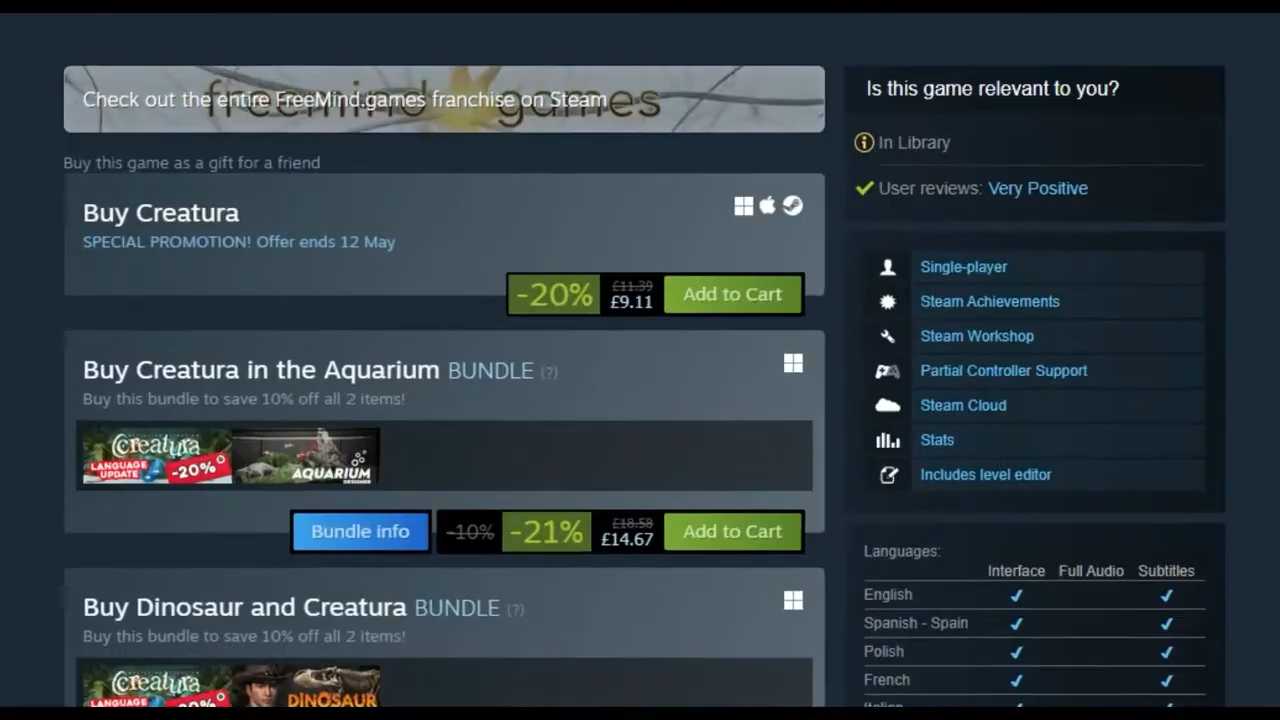 freemind games
Check out the entire FreeMind.games franchise on Steam
Buy this game as a gift for a friend
Buy Creatura
SPECIAL PROMOTION! Offer ends 12 May
-20%
£11.39
£9.11
Add to Cart
Buy Creatura in the Aquarium BUNDLE (?)
Buy this bundle to save 10% off all 2 items!
Creatura
LANGUAGE
UPDATE
-20%
AQUARIUM
DESIGNER
Bundle info
-10%
-21%
£18.58
£14.67
Add to Cart
Buy Dinosaur and Creatura BUNDLE (?)
Buy this bundle to save 10% off all 2 items!
Creatura
LANGUAGE
DINOSAUR
Is this game relevant to you?
In Library
User reviews: Very Positive
Single-player
Steam Achievements
Steam Workshop
Partial Controller Support
Steam Cloud
Stats
Includes level editor
Languages:
Interface Full Audio Subtitles
English
Spanish - Spain
Polish
French
Italian